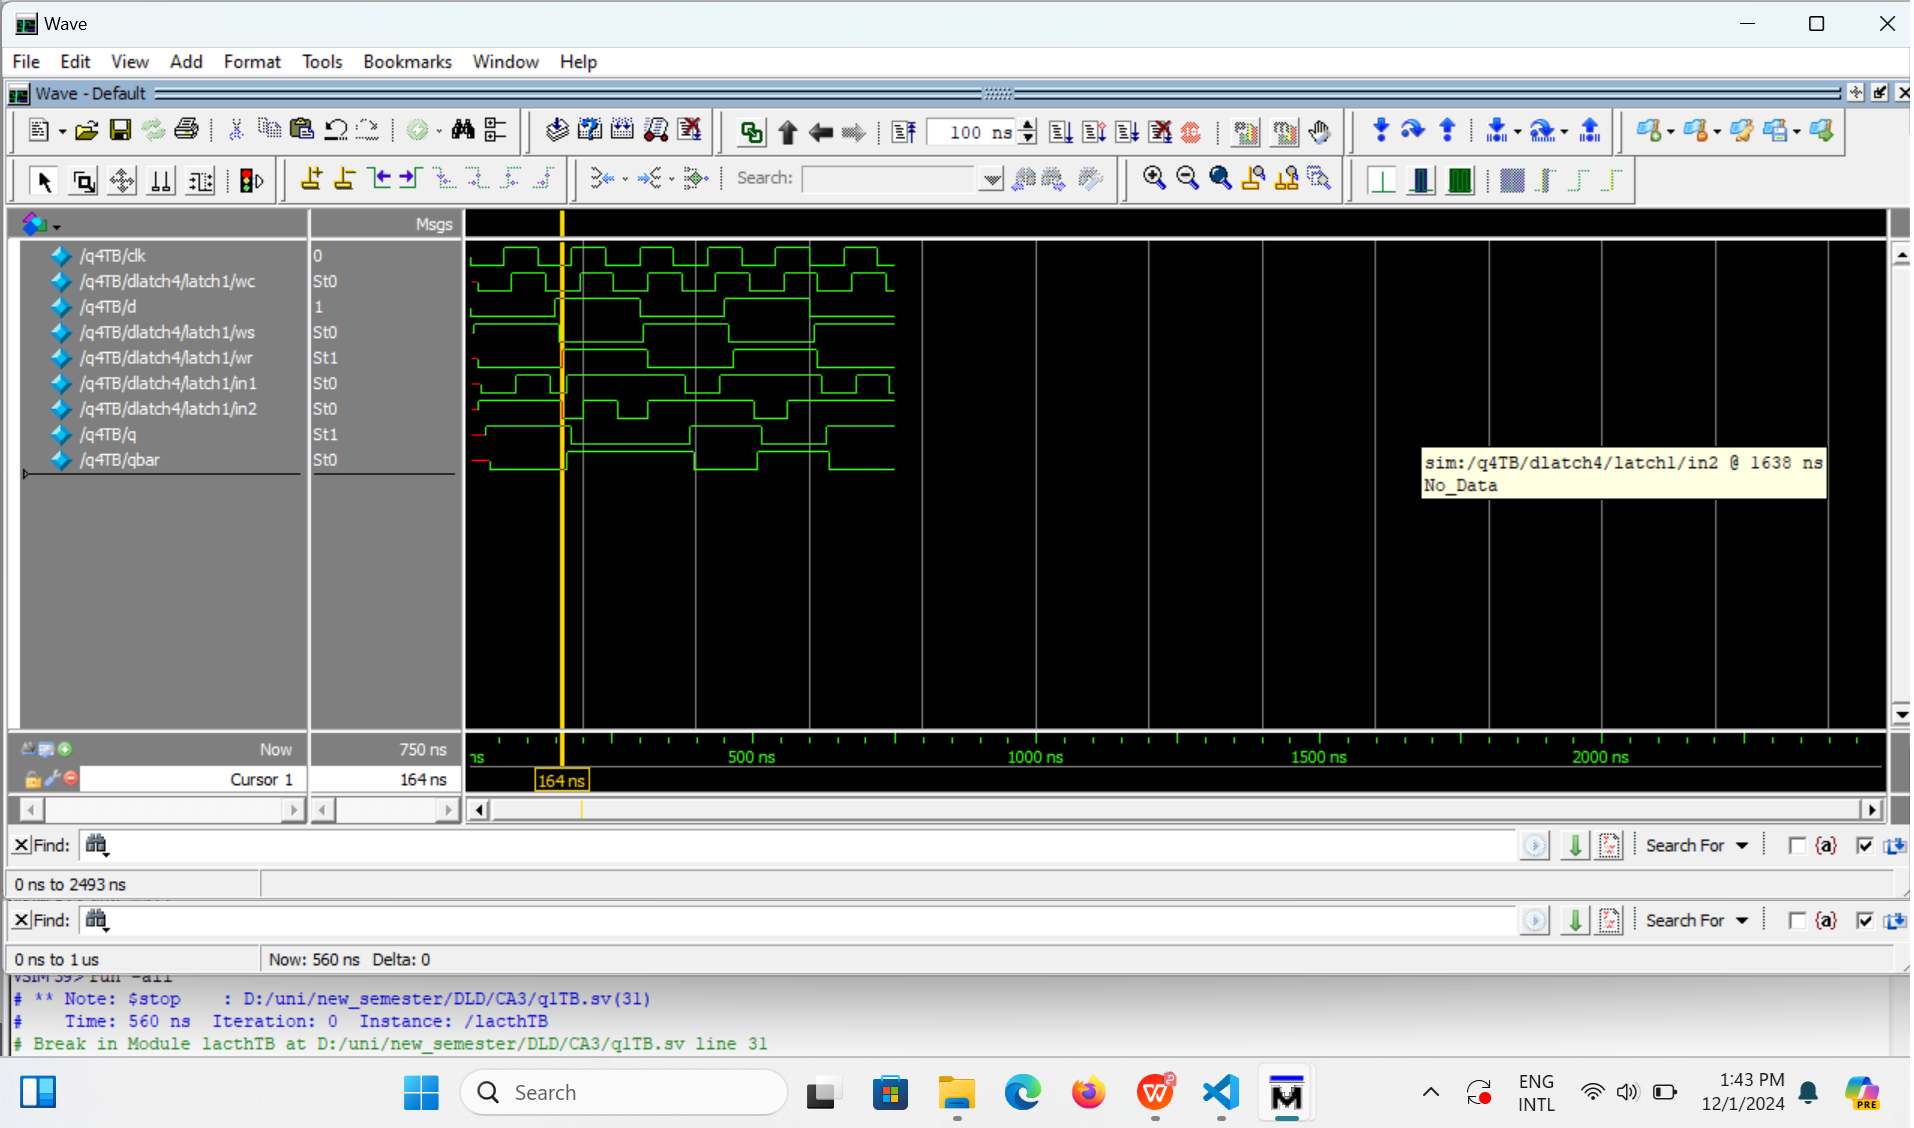 Wave
File Edit View Add Format Tools Bookmarks Window Help
Wave - Default
100 ns
Search:
Msgs
/q4TB/clk 0
/q4TB/dlatch4/latch1/wc St0
/q4TB/d 1
/q4TB/dlatch4/latch1/ws St0
/q4TB/dlatch4/latch1/wr St1
/q4TB/dlatch4/latch1/in1 St0
/q4TB/dlatch4/latch1/in2 St0
/q4TB/q St1
/q4TB/qbar St0
sim:/q4TB/dlatch4/latch1/in2 @ 1638 ns
No_Data
Now 750 ns
ns 500 ns 1000 ns 1500 ns 2000 ns
Cursor 1 164 ns 164 ns
Find: Search For {a}
0 ns to 2493 ns
Find: Search For {a}
0 ns to 1 us Now: 560 ns Delta: 0
VSIM 39> run -all
# ** Note: $stop : D:/uni/new_semester/DLD/CA3/q1TB.sv(31)
# Time: 560 ns Iteration: 0 Instance: /lacthTB
# Break in Module lacthTB at D:/uni/new_semester/DLD/CA3/q1TB.sv line 31
Search
ENG
INTL
1:43 PM
12/1/2024
PRE